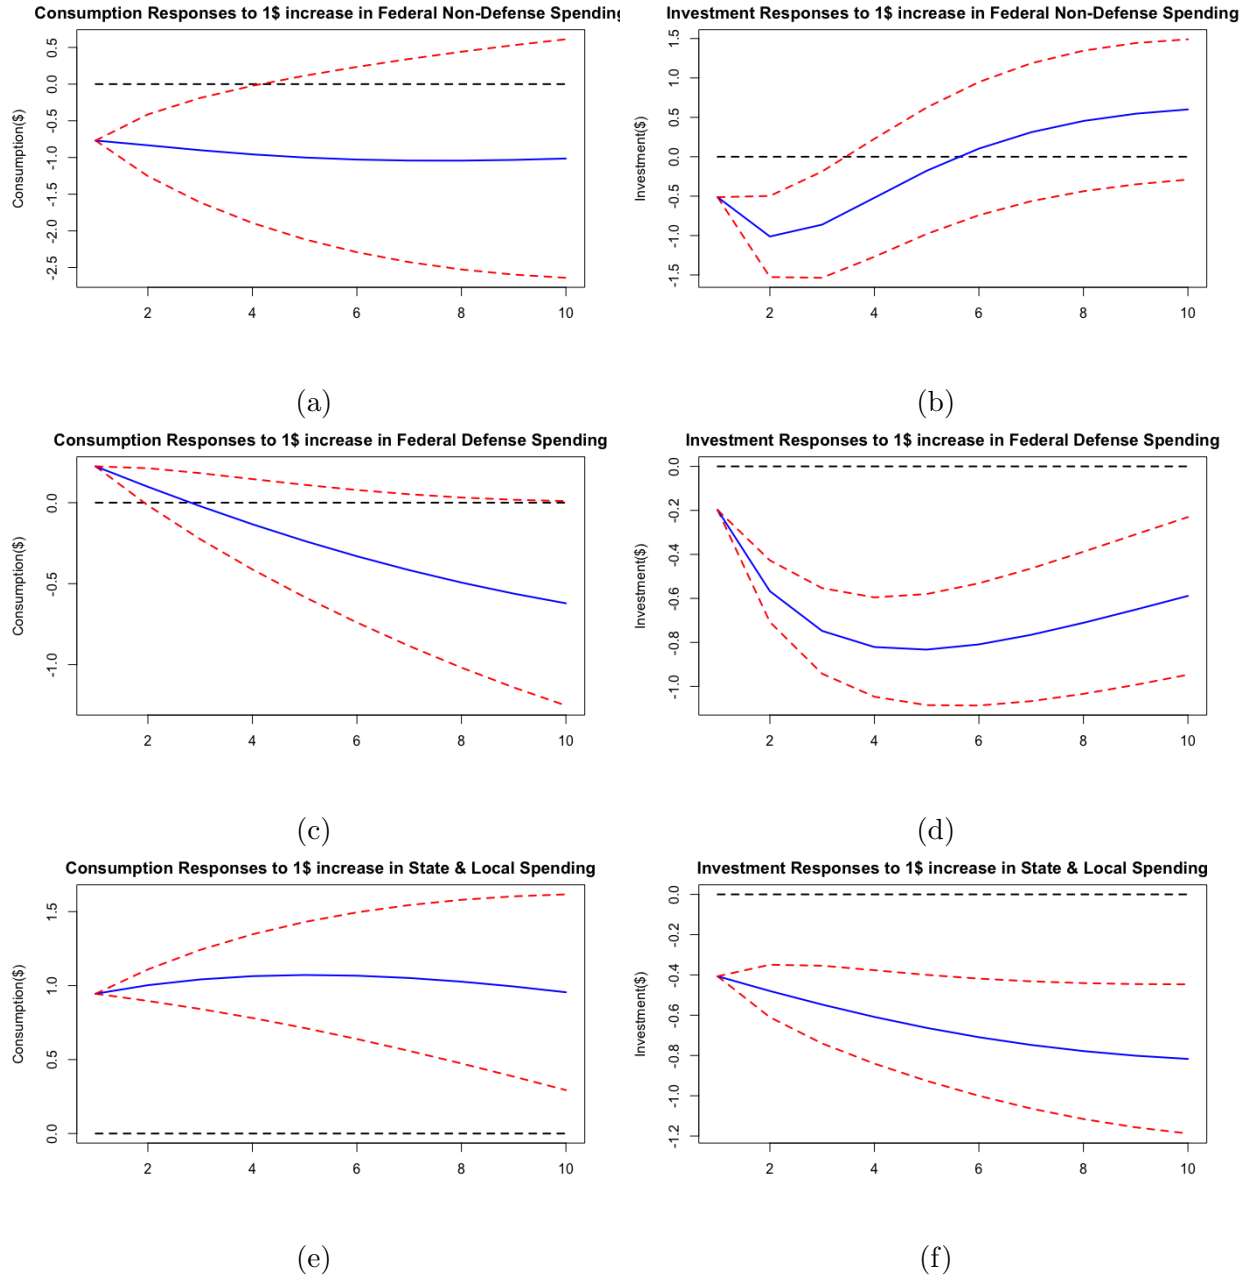 Consumption Responses to 1$ increase in Federal Non-Defense Spending
Consumption($)
0.5
0.0
-0.5
-1.0
-1.5
-2.0
-2.5
2 4 6 8 10
(a)
Investment Responses to 1$ increase in Federal Non-Defense Spending
Investment($)
1.5
1.0
0.5
0.0
-0.5
-1.0
-1.5
2 4 6 8 10
(b)
Consumption Responses to 1$ increase in Federal Defense Spending
Consumption($)
0.0
-0.5
-1.0
2 4 6 8 10
(c)
Investment Responses to 1$ increase in Federal Defense Spending
Investment($)
0.0
-0.2
-0.4
-0.6
-0.8
-1.0
2 4 6 8 10
(d)
Consumption Responses to 1$ increase in State & Local Spending
Consumption($)
1.5
1.0
0.5
0.0
2 4 6 8 10
(e)
Investment Responses to 1$ increase in State & Local Spending
Investment($)
0.0
-0.2
-0.4
-0.6
-0.8
-1.0
-1.2
2 4 6 8 10
(f)